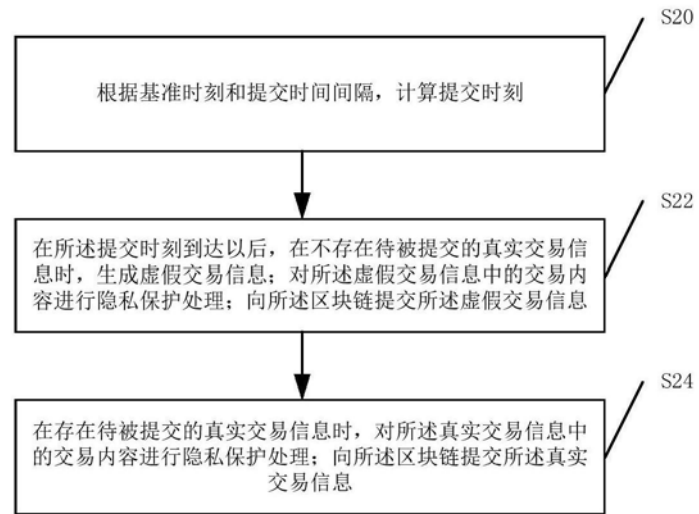 S20
根据基准时刻和提交时间间隔，计算提交时刻
S22
在所述提交时刻到达以后，在不存在待被提交的真实交易信
息时，生成虚假交易信息；对所述虚假交易信息中的交易内
容进行隐私保护处理；向所述区块链提交所述虚假交易信息
S24
在存在待被提交的真实交易信息时，对所述真实交易信息中
的交易内容进行隐私保护处理；向所述区块链提交所述真实
交易信息